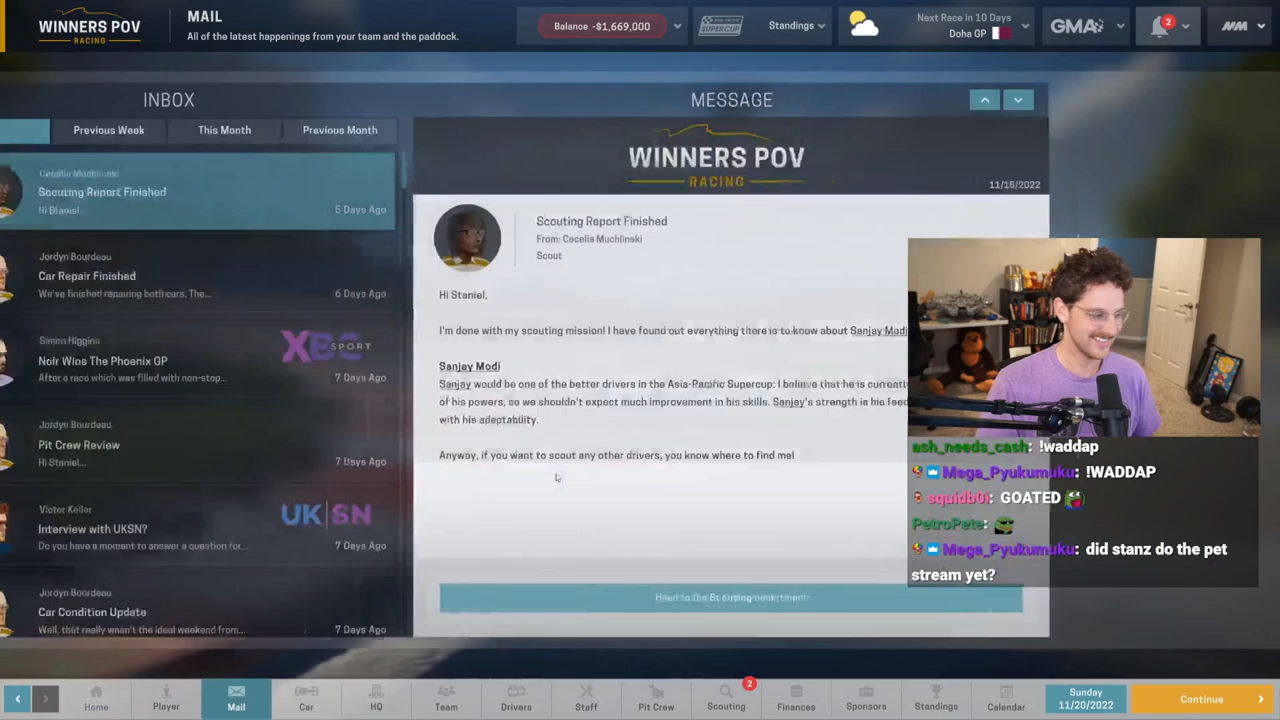 WINNERS POV
RACING
MAIL
All of the latest happenings from your team and the paddock.
Balance -$1,669,000
ASIA-PACIFIC
SUPERCUP
Standings
Next Race in 10 Days
Doha GP
GMA
2
INBOX
Previous Week
This Month
Previous Month
Cecelia Muchlinski
Scouting Report Finished
Hi Staniel,
5 Days Ago
Jordyn Bourdeau
Car Repair Finished
We've finished repairing both cars. The...
6 Days Ago
Simon Higgins
Noir Wins The Phoenix GP
After a race which was filled with non-stop...
XBC SPORT
7 Days Ago
Jordyn Bourdeau
Pit Crew Review
Hi Staniel...
7 Days Ago
Victor Keller
Interview with UKSN?
Do you have a moment to answer a question for...
UK|SN
7 Days Ago
Jordyn Bourdeau
Car Condition Update
Well, that really wasn't the ideal weekend from...
7 Days Ago
MESSAGE
WINNERS POV
RACING
11/15/2022
Scouting Report Finished
From: Cecelia Muchlinski
Scout
Hi Staniel,
I'm done with my scouting mission! I have found out everything there is to know about Sanjay Modi
Sanjay Modi
Sanjay would be one of the better drivers in the Asia-Pacific Supercup. I believe that he is currently
of his powers, so we shouldn't expect much improvement in his skills. Sanjay's strength is his feed
with his adaptability.
Anyway, if you want to scout any other drivers, you know where to find me!
ash_needs_cash: !waddap
Mega_Pyukumuku: !WADDAP
squidb0i: GOATED
PetroPete:
Mega_Pyukumuku: did stanz do the pet
stream yet?
Home
Player
Mail
Car
HQ
Team
Drivers
Staff
Pit Crew
2
Scouting
Finances
Sponsors
Standings
Calendar
Sunday
11/20/2022
Continue